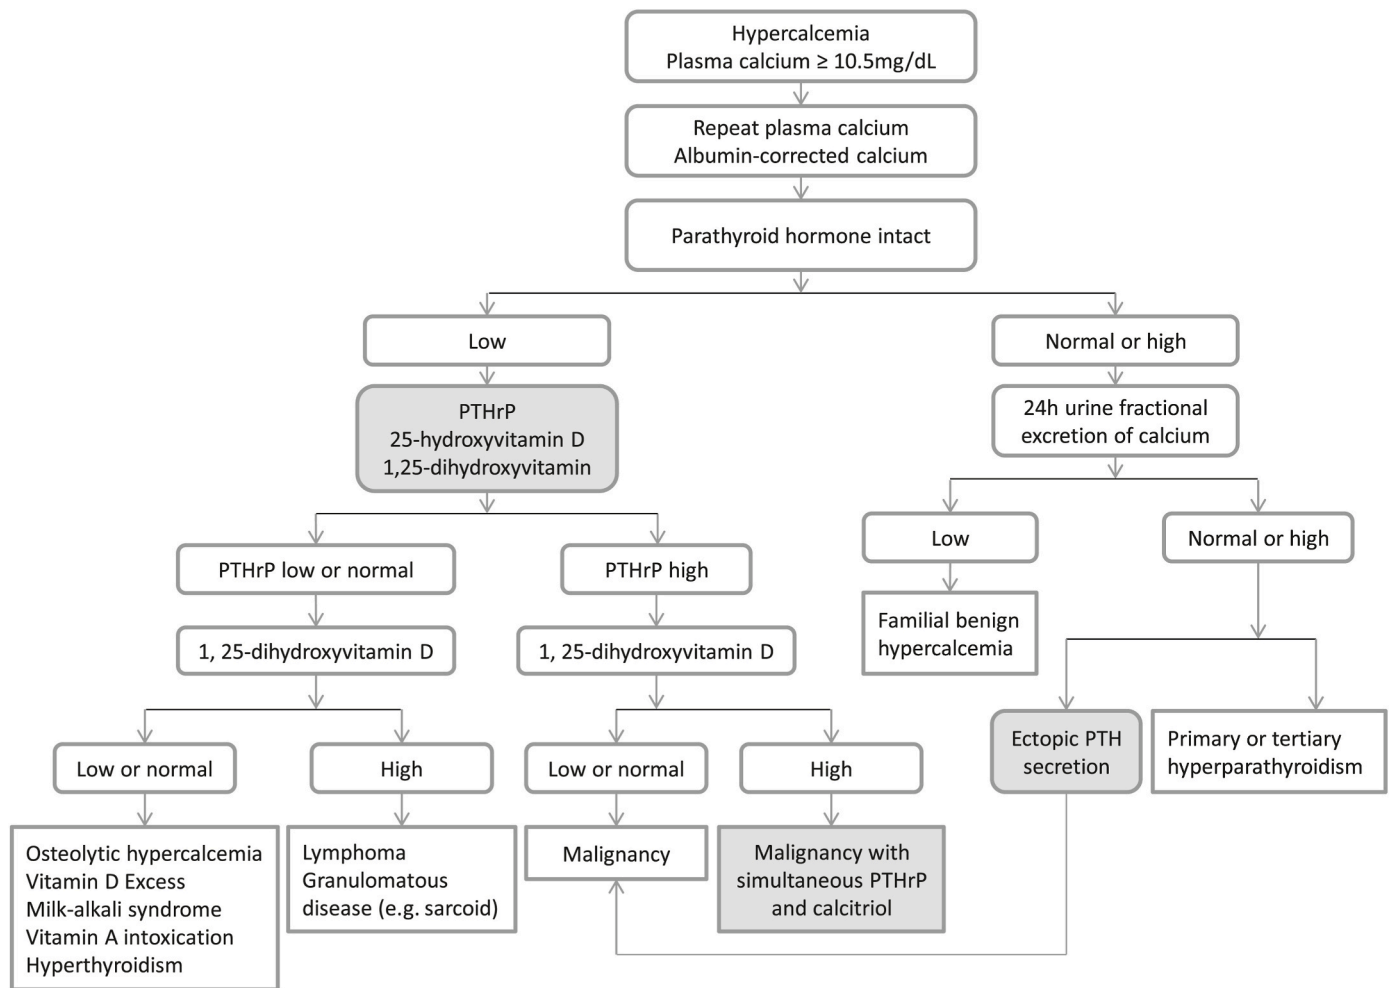 Hypercalcemia
Plasma calcium ≥ 10.5mg/dL
Repeat plasma calcium
Albumin-corrected calcium
Parathyroid hormone intact
Low
Normal or high
PTHrP
25-hydroxyvitamin D
1,25-dihydroxyvitamin
24h urine fractional
excretion of calcium
PTHrP low or normal
PTHrP high
Low
Normal or high
1, 25-dihydroxyvitamin D
1, 25-dihydroxyvitamin D
Familial benign
hypercalcemia
Low or normal
High
Low or normal
High
Ectopic PTH
secretion
Primary or tertiary
hyperparathyroidism
Osteolytic hypercalcemia
Vitamin D Excess
Milk-alkali syndrome
Vitamin A intoxication
Hyperthyroidism
Lymphoma
Granulomatous
disease (e.g. sarcoid)
Malignancy
Malignancy with
simultaneous PTHrP
and calcitriol